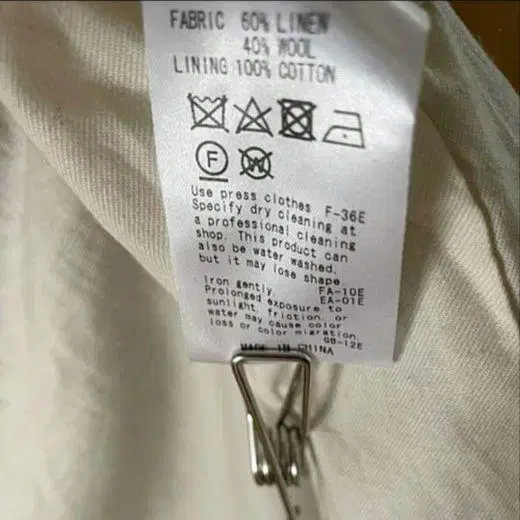 FABRIC 60% LINEN
40% WOOL
LINING 100% COTTON
F W
Use press clothes F-36E
Specify dry cleaning at
a professional cleaning
shop. This product can
also be water washed,
but it may lose shape
Iron gently. FA-10E
Prolonged exposure to EA-01E
sunlight, friction, or
water may cause color
loss or color migration.
GB-12E
MADE IN CHINA